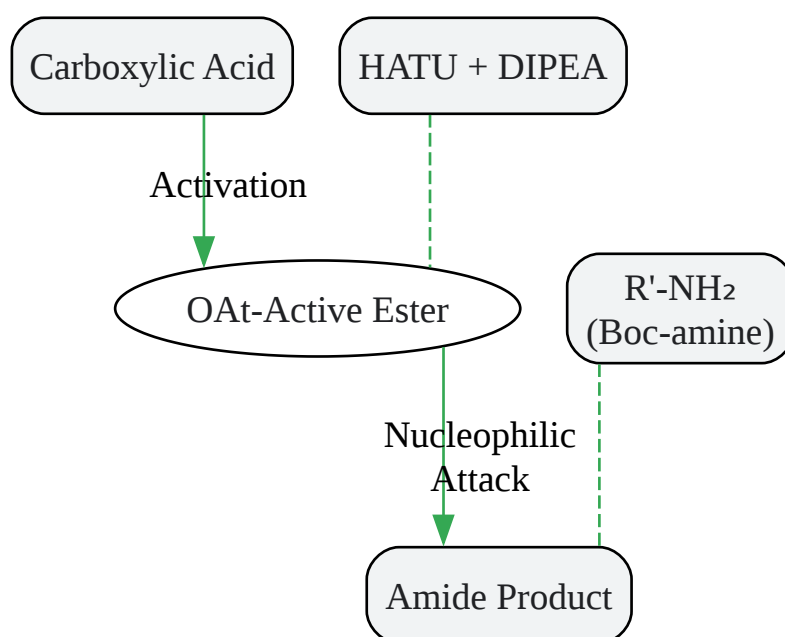 Carboxylic Acid
HATU + DIPEA
Activation
OAt-Active Ester
R'-NH₂
(Boc-amine)
Nucleophilic
Attack
Amide Product